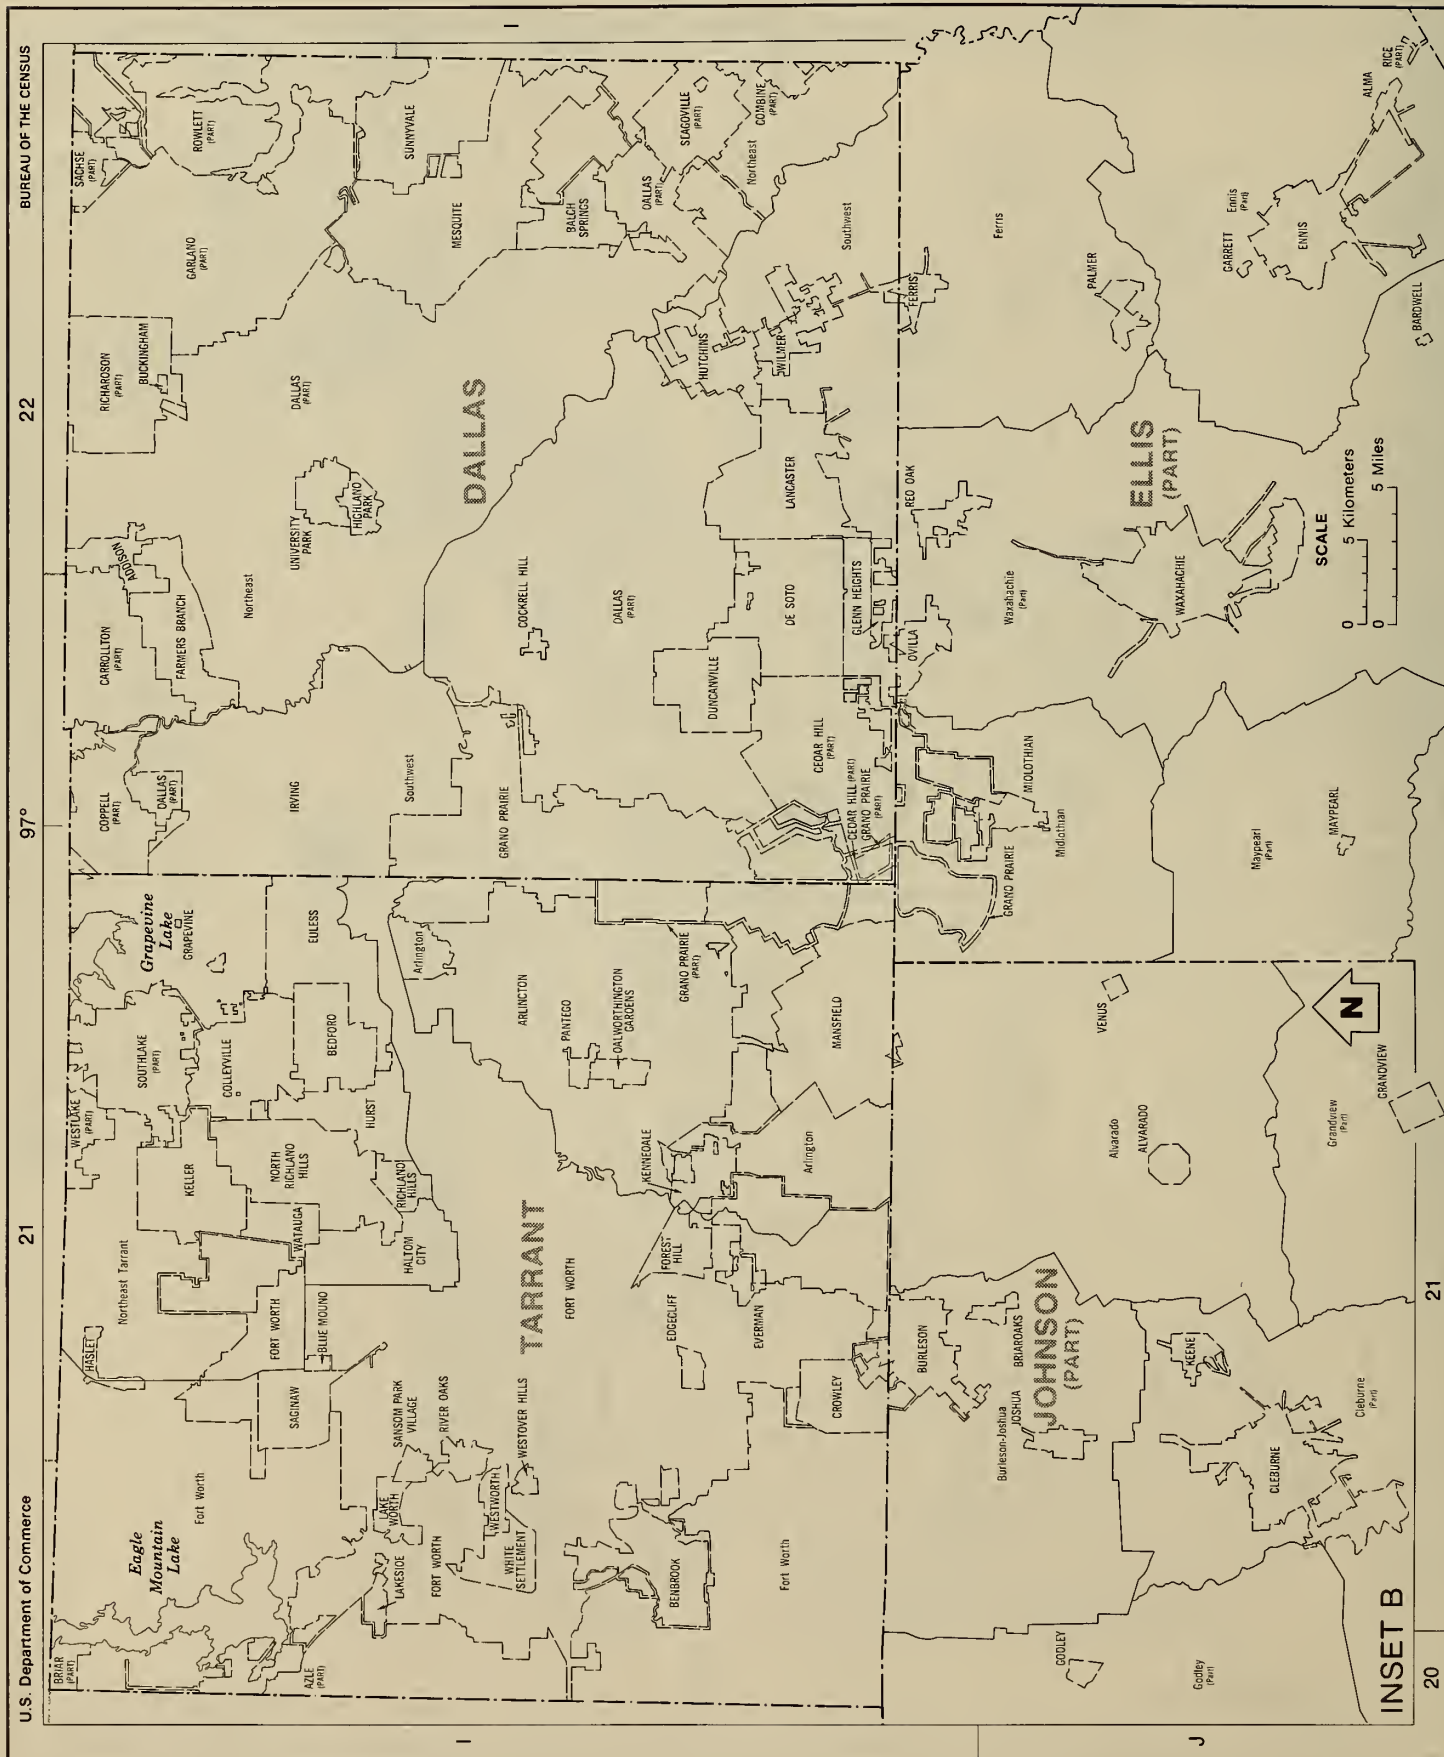 U.S. Department of Commerce
BUREAU OF THE CENSUS
21
97°
22
I
I
BRIAR
(PART)
Eagle
Mountain
Lake
Fort Worth
AZLE
(PART)
HASLET
Northeast Tarrant
SAGINAW
FORT WORTH
BLUE MOUND
WATAUGA
KELLER
WESTLAKE
(PART)
SOUTHLAKE
(PART)
Grapevine
Lake
GRAPEVINE
COLLEYVILLE
NORTH
RICHLAND
HILLS
BEDFORD
EULESS
HURST
RICHLAND
HILLS
HALTOM
CITY
LAKESIDE
LAKE
WORTH
SANSOM PARK
VILLAGE
RIVER OAKS
FORT WORTH
WESTWORTH
WHITE
SETTLEMENT
WESTOVER HILLS
TARRANT
FORT WORTH
Arlington
ARLINGTON
PANTEGO
DALWORTHINGTON
GARDENS
GRAND PRAIRIE
(PART)
BENBROOK
Fort Worth
EDGECLIFF
FOREST
HILL
EVERMAN
KENNEDALE
Arlington
MANSFIELD
CROWLEY
COPPELL
(PART)
DALLAS
(PART)
CARROLLTON
(PART)
ADDISON
FARMERS BRANCH
RICHARDSON
(PART)
BUCKINGHAM
GARLAND
(PART)
SACHSE
(PART)
ROWLETT
(PART)
IRVING
Northeast
UNIVERSITY
PARK
HIGHLAND
PARK
DALLAS
(PART)
SUNNYVALE
MESQUITE
Southwest
GRAND PRAIRIE
DALLAS
COCKRELL HILL
DALLAS
(PART)
BALCH
SPRINGS
DALLAS
(PART)
SEAGOVILLE
(PART)
COMBINE
(PART)
Northeast
Southwest
DUNCANVILLE
DE SOTO
LANCASTER
HUTCHINS
WILMER
CEDAR HILL
(PART)
CEDAR HILL (PART)
GRAND PRAIRIE
(PART)
GLENN HEIGHTS
OVILLA
RED OAK
FERRIS
Ferris
PALMER
BURLESON
BRIAROAKS
Burleson-Joshua
JOSHUA
JOHNSON
(PART)
GODLEY
Godley
(Part)
KEENE
CLEBURNE
Cleburne
(Part)
Alvarado
ALVARADO
VENUS
Grandview
(Part)
GRANDVIEW
GRAND PRAIRIE
MIDLOTHIAN
Midlothian
Maypearl
(Part)
MAYPEARL
Waxahachie
(Part)
WAXAHACHIE
ELLIS
(PART)
Ennis
(Part)
GARRETT
ENNIS
BARDWELL
ALMA
RICE
(PART)
SCALE
0 5 Kilometers
0 5 Miles
N
INSET B
J
20
21